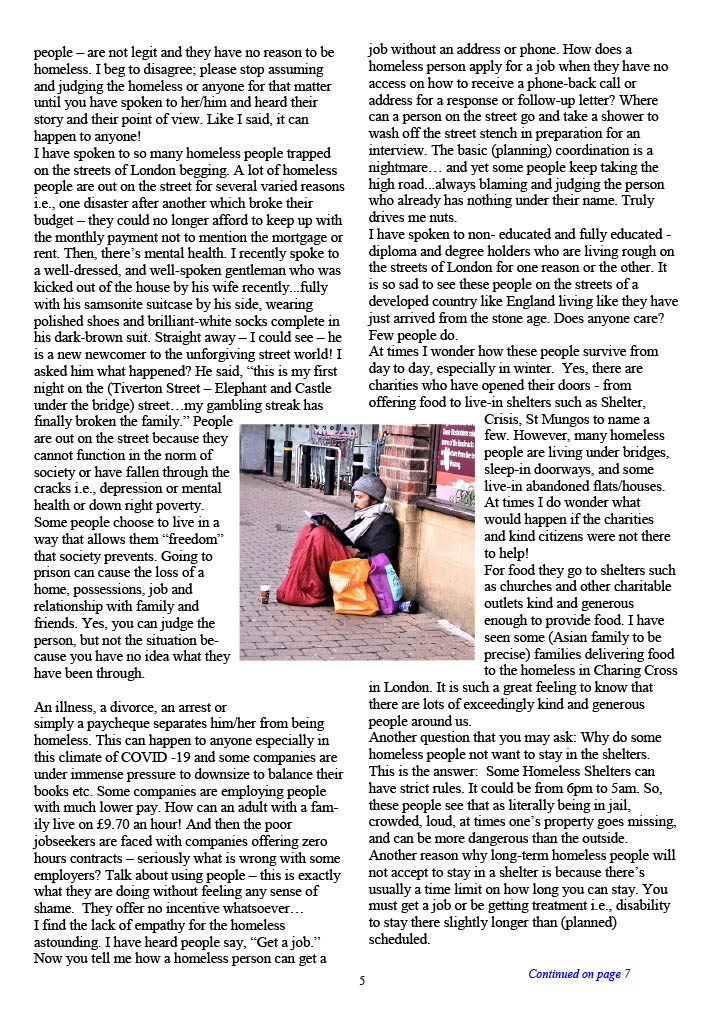 people – are not legit and they have no reason to be
homeless. I beg to disagree; please stop assuming
and judging the homeless or anyone for that matter
until you have spoken to her/him and heard their
story and their point of view. Like I said, it can
happen to anyone!
I have spoken to so many homeless people trapped
on the streets of London begging. A lot of homeless
people are out on the street for several varied reasons
i.e., one disaster after another which broke their
budget – they could no longer afford to keep up with
the monthly payment not to mention the mortgage or
rent. Then, there’s mental health. I recently spoke to
a well-dressed, and well-spoken gentleman who was
kicked out of the house by his wife recently...fully
with his samsonite suitcase by his side, wearing
polished shoes and brilliant-white socks complete in
his dark-brown suit. Straight away – I could see – he
is a new newcomer to the unforgiving street world! I
asked him what happened? He said, “this is my first
night on the (Tiverton Street – Elephant and Castle
under the bridge) street…my gambling streak has
finally broken the family.” People
are out on the street because they
cannot function in the norm of
society or have fallen through the
cracks i.e., depression or mental
health or down right poverty.
Some people choose to live in a
way that allows them “freedom”
that society prevents. Going to
prison can cause the loss of a
home, possessions, job and
relationship with family and
friends. Yes, you can judge the
person, but not the situation be-
cause you have no idea what they
have been through.
An illness, a divorce, an arrest or
simply a paycheque separates him/her from being
homeless. This can happen to anyone especially in
this climate of COVID -19 and some companies are
under immense pressure to downsize to balance their
books etc. Some companies are employing people
with much lower pay. How can an adult with a fam-
ily live on £9.70 an hour! And then the poor
jobseekers are faced with companies offering zero
hours contracts – seriously what is wrong with some
employers? Talk about using people – this is exactly
what they are doing without feeling any sense of
shame.  They offer no incentive whatsoever…
I find the lack of empathy for the homeless
astounding. I have heard people say, “Get a job.”
Now you tell me how a homeless person can get a
job without an address or phone. How does a
homeless person apply for a job when they have no
access on how to receive a phone-back call or
address for a response or follow-up letter? Where
can a person on the street go and take a shower to
wash off the street stench in preparation for an
interview. The basic (planning) coordination is a
nightmare… and yet some people keep taking the
high road...always blaming and judging the person
who already has nothing under their name. Truly
drives me nuts.
I have spoken to non- educated and fully educated -
diploma and degree holders who are living rough on
the streets of London for one reason or the other. It
is so sad to see these people on the streets of a
developed country like England living like they have
just arrived from the stone age. Does anyone care?
Few people do.
At times I wonder how these people survive from
day to day, especially in winter.  Yes, there are
charities who have opened their doors - from
offering food to live-in shelters such as Shelter,
Crisis, St Mungos to name a
few. However, many homeless
people are living under bridges,
sleep-in doorways, and some
live-in abandoned flats/houses.
At times I do wonder what
would happen if the charities
and kind citizens were not there
to help!
For food they go to shelters such
as churches and other charitable
outlets kind and generous
enough to provide food. I have
seen some (Asian family to be
precise) families delivering food
to the homeless in Charing Cross
in London. It is such a great feeling to know that
there are lots of exceedingly kind and generous
people around us.
Another question that you may ask: Why do some
homeless people not want to stay in the shelters.
This is the answer:  Some Homeless Shelters can
have strict rules. It could be from 6pm to 5am. So,
these people see that as literally being in jail,
crowded, loud, at times one’s property goes missing,
and can be more dangerous than the outside.
Another reason why long-term homeless people will
not accept to stay in a shelter is because there’s
usually a time limit on how long you can stay. You
must get a job or be getting treatment i.e., disability
to stay there slightly longer than (planned)
scheduled.
Continued on page 7
5